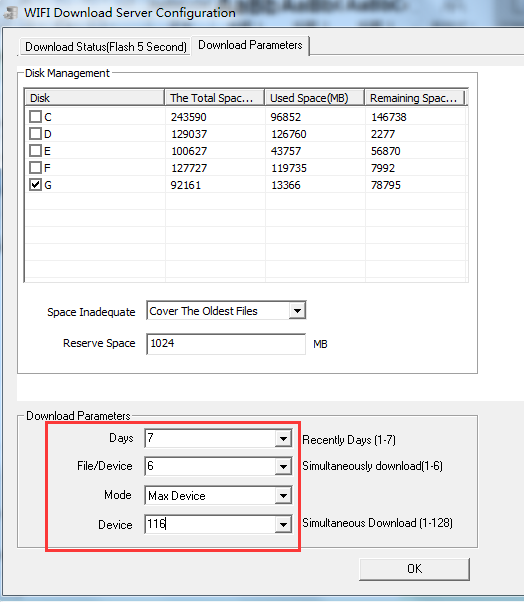 WIFI Download Server Configuration
Download Status(Flash 5 Second) Download Parameters
Disk Management
Disk The Total Spac... Used Space(MB) Remaining Spac...
C 243590 96852 146738
D 129037 126760 2277
E 100627 43757 56870
F 127727 119735 7992
G 92161 13366 78795
Space Inadequate Cover The Oldest Files
Reserve Space 1024 MB
Download Parameters
Days 7 Recently Days (1-7)
File/Device 6 Simultaneously download(1-6)
Mode Max Device
Device 116 Simultaneous Download (1-128)
OK